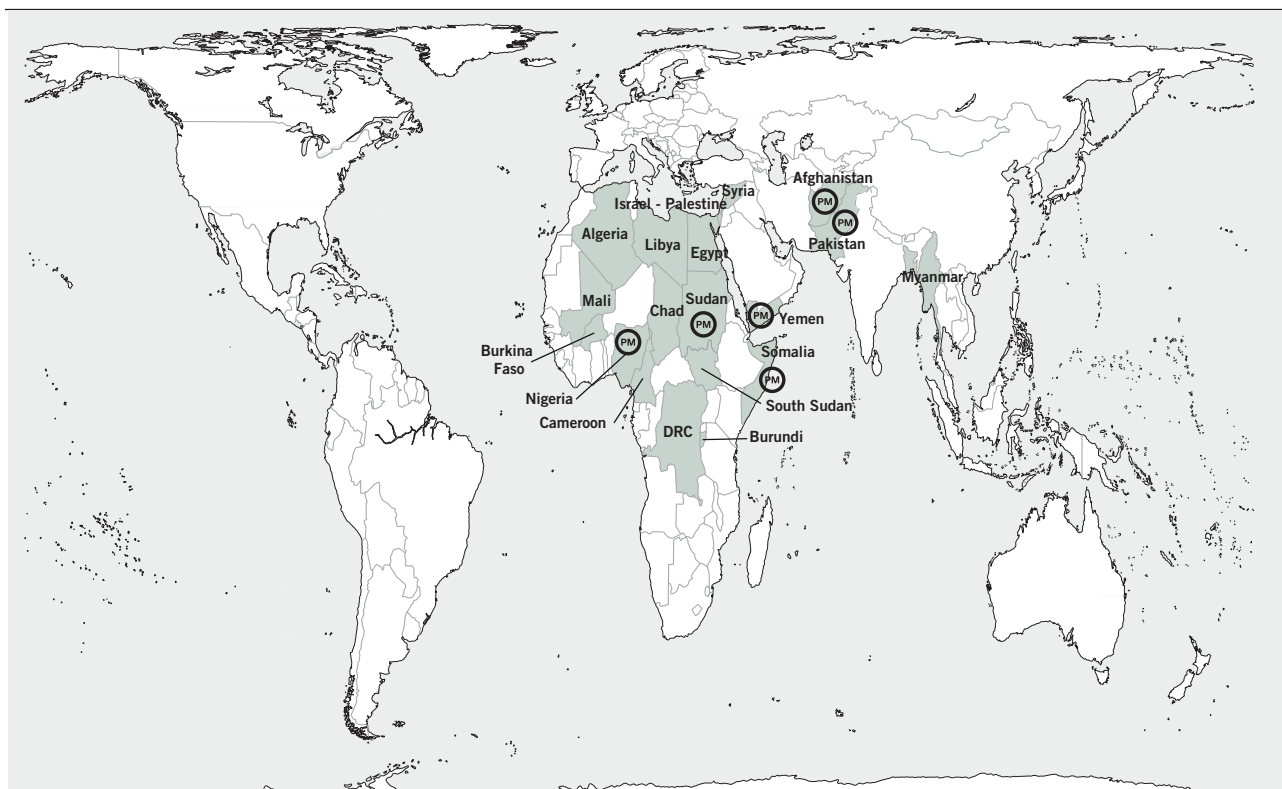 Syria
Afghanistan
PM
Israel - Palestine
PM
Algeria
Libya
Egypt
Pakistan
Myanmar
Mali
Chad
Sudan
PM
PM
Yemen
PM
Burkina
Faso
Somalia
PM
Nigeria
South Sudan
Cameroon
DRC
Burundi